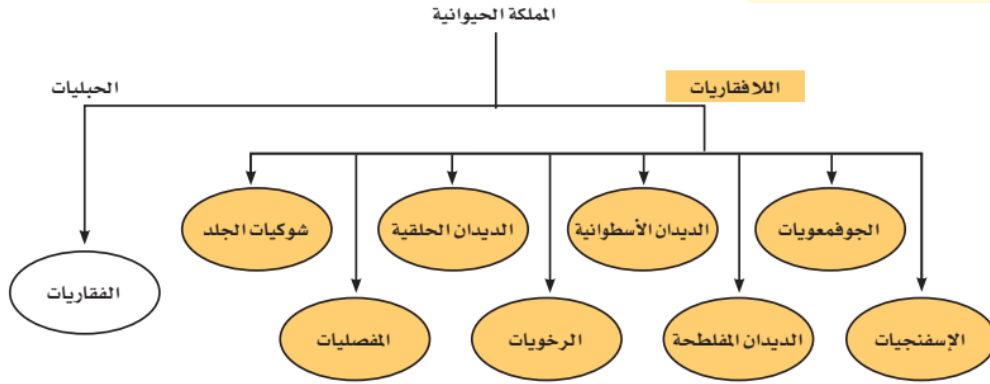 المملكة الحيوانية
اللافقاريات
الحبليات
الجوفمعويات
الديدان الأسطوانية
الديدان الحلقية
شوكيات الجلد
الفقاريات
الإسفنجيات
الديدان المفلطحة
الرخويات
المفصليات